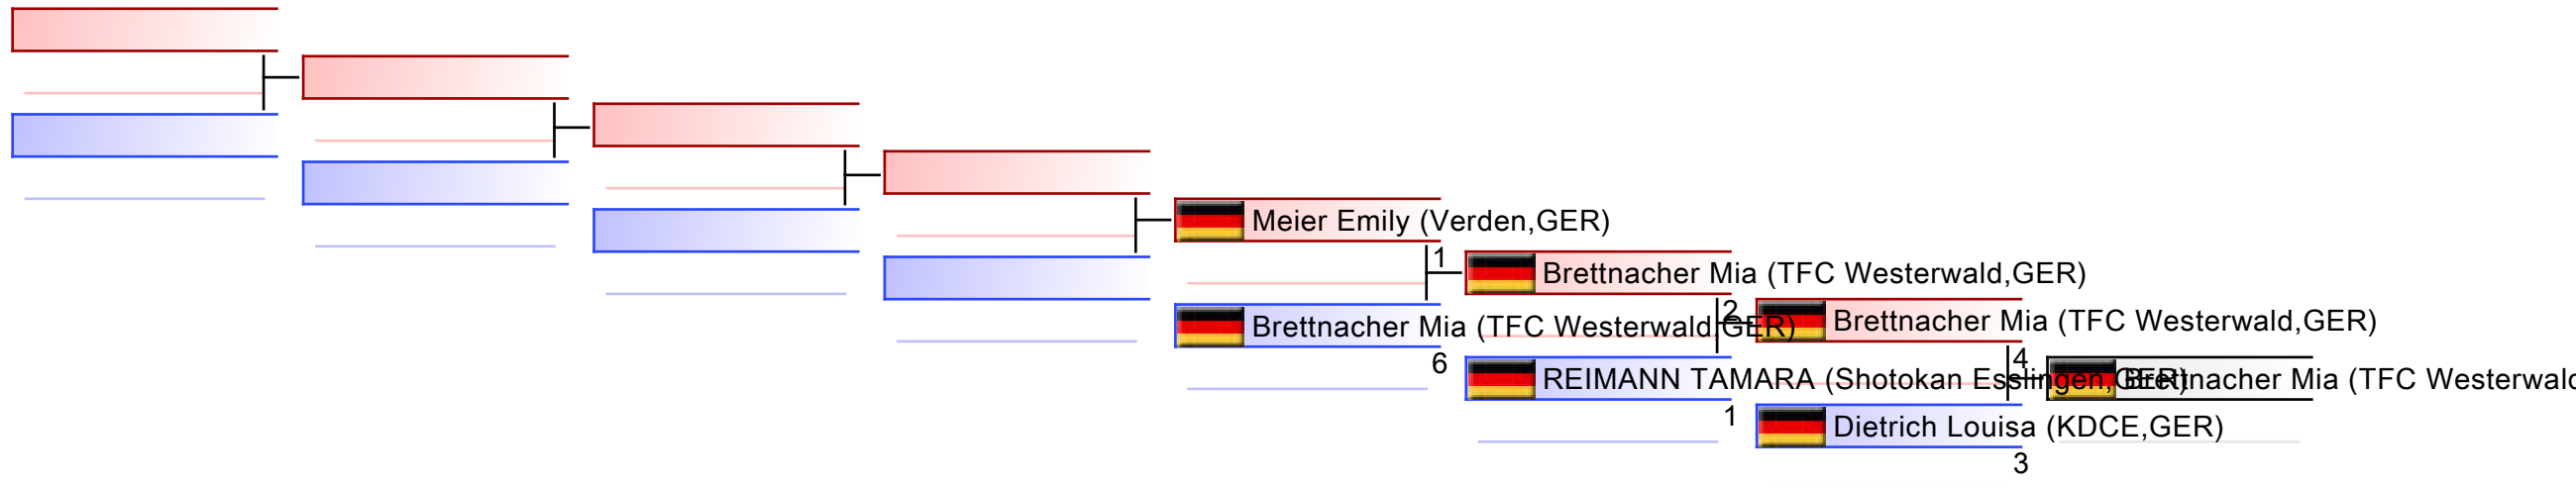 Meier Emily (Verden,GER)
1
Brettnacher Mia (TFC Westerwald,GER)
2
Brettnacher Mia (TFC Westerwald,GER)
Brettnacher Mia (TFC Westerwald,GER)
4
6
REIMANN TAMARA (Shotokan Esslingen,GER)
Brettnacher Mia (TFC Westerwald
1
Dietrich Louisa (KDCE,GER)
3